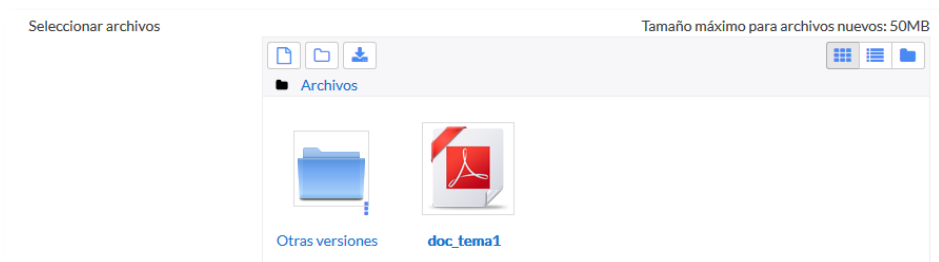 Seleccionar archivos
Tamaño máximo para archivos nuevos: 50MB
Archivos
Otras versiones
doc_tema1